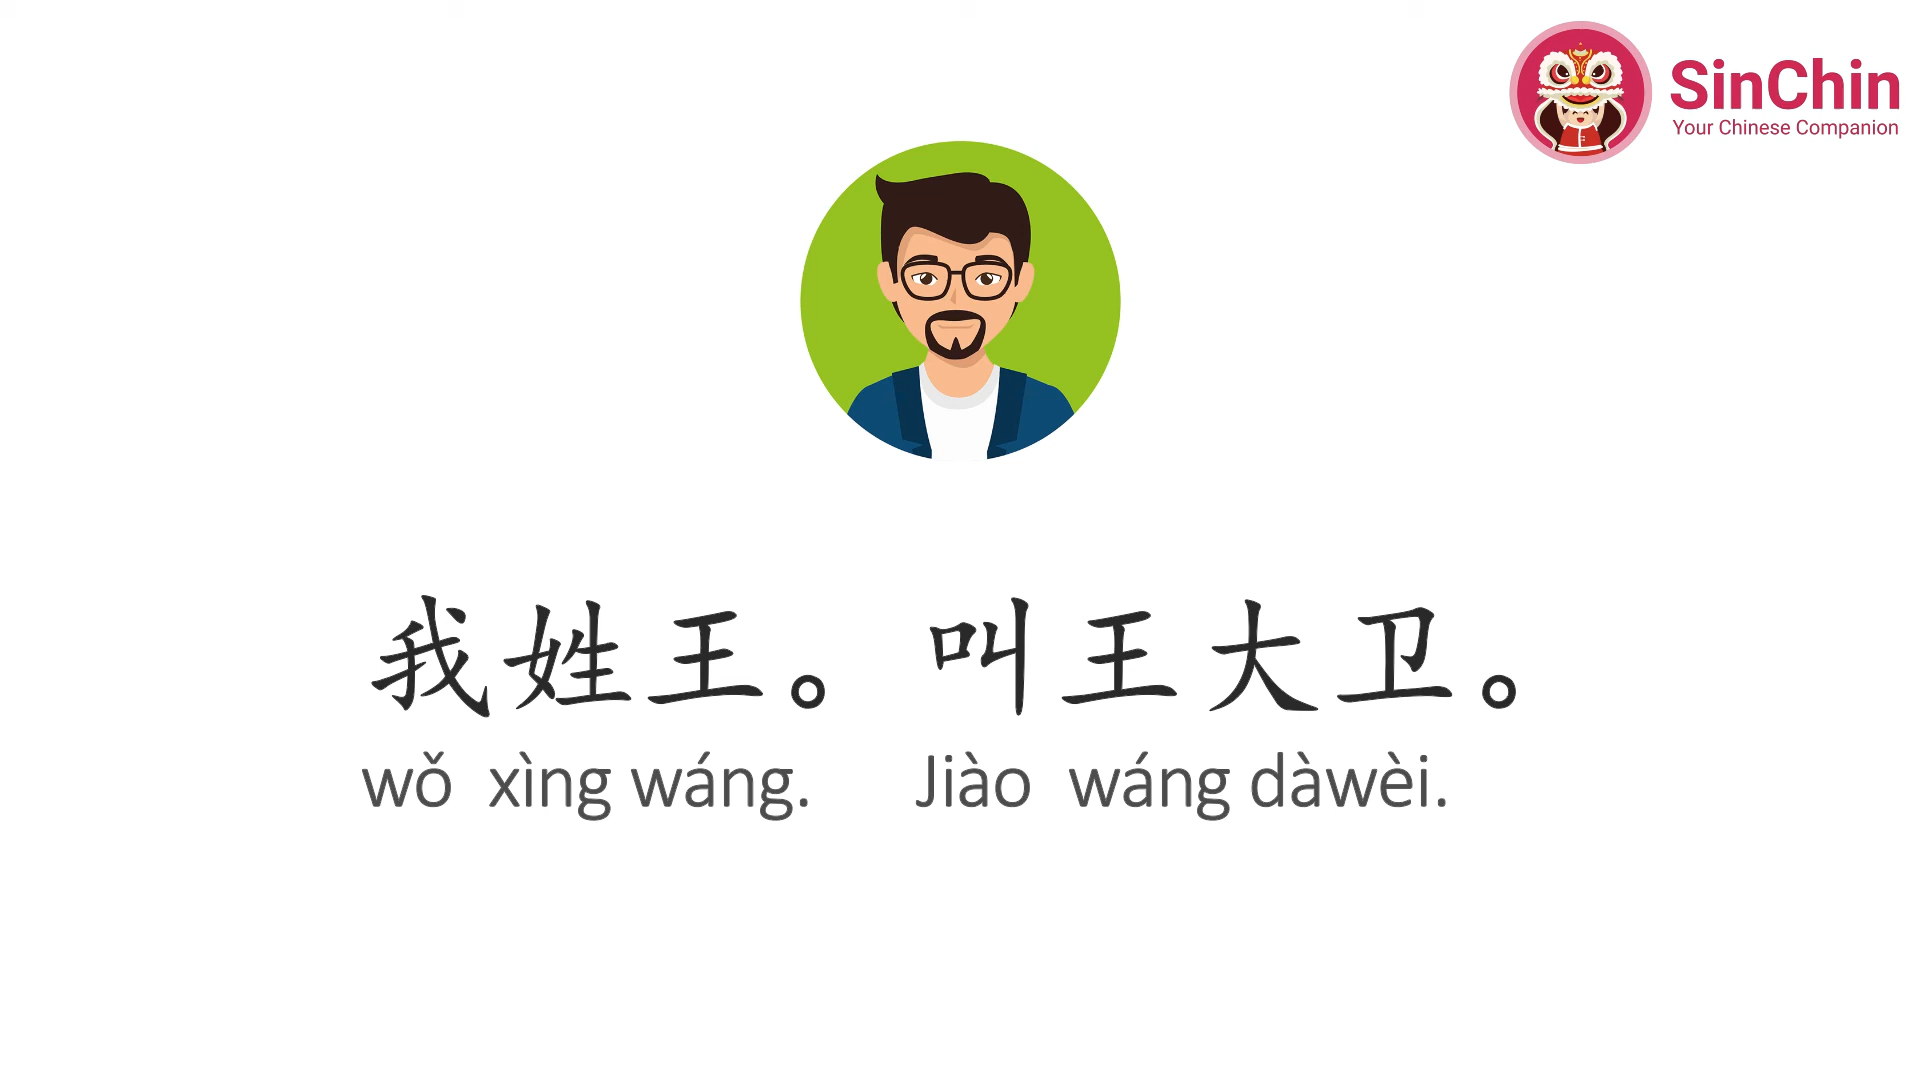 SinChin
Your Chinese Companion
我姓王。 叫王大卫。
wǒ xìng wáng. Jiào wáng dàwèi.